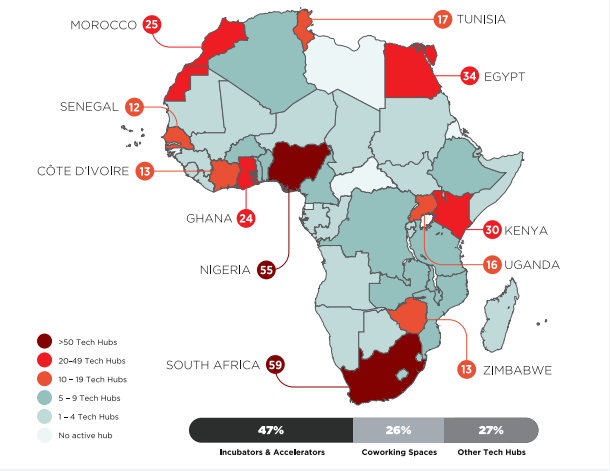 MOROCCO 25
17 TUNISIA
34 EGYPT
SENEGAL 12
CÔTE D'IVOIRE 13
GHANA 24
30 KENYA
NIGERIA 55
16 UGANDA
SOUTH AFRICA 59
13 ZIMBABWE
>50 Tech Hubs
20-49 Tech Hubs
10 – 19 Tech Hubs
5 – 9 Tech Hubs
1 – 4 Tech Hubs
No active hub
47% 26% 27%
Incubators & Accelerators Coworking Spaces Other Tech Hubs